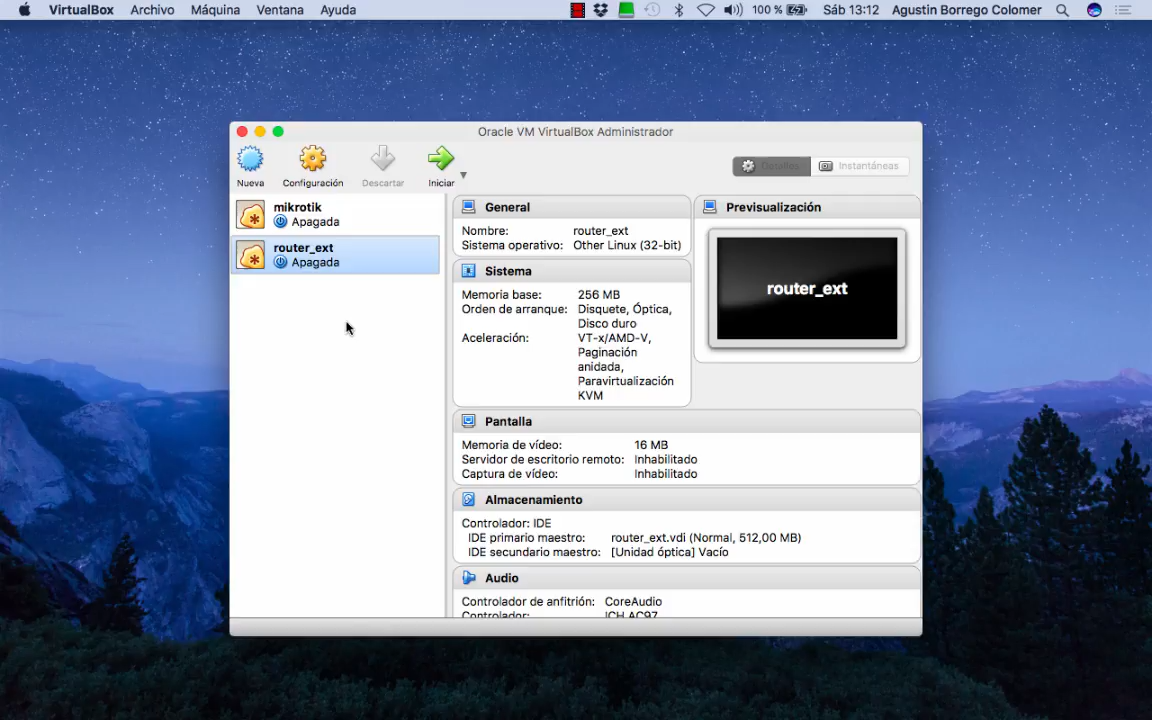 VirtualBox Archivo Máquina Ventana Ayuda 100 % Sáb 13:12 Agustin Borrego Colomer
Oracle VM VirtualBox Administrador
Nueva Configuración Descartar Iniciar Detalles Instantáneas
mikrotik
Apagada
router_ext
Apagada
General
Nombre: router_ext
Sistema operativo: Other Linux (32-bit)
Sistema
Memoria base: 256 MB
Orden de arranque: Disquete, Óptica,
Disco duro
Aceleración: VT-x/AMD-V,
Paginación
anidada,
Paravirtualización
KVM
Previsualización
router_ext
Pantalla
Memoria de vídeo: 16 MB
Servidor de escritorio remoto: Inhabilitado
Captura de vídeo: Inhabilitado
Almacenamiento
Controlador: IDE
IDE primario maestro: router_ext.vdi (Normal, 512,00 MB)
IDE secundario maestro: [Unidad óptica] Vacío
Audio
Controlador de anfitrión: CoreAudio
Controlador: ICH AC97